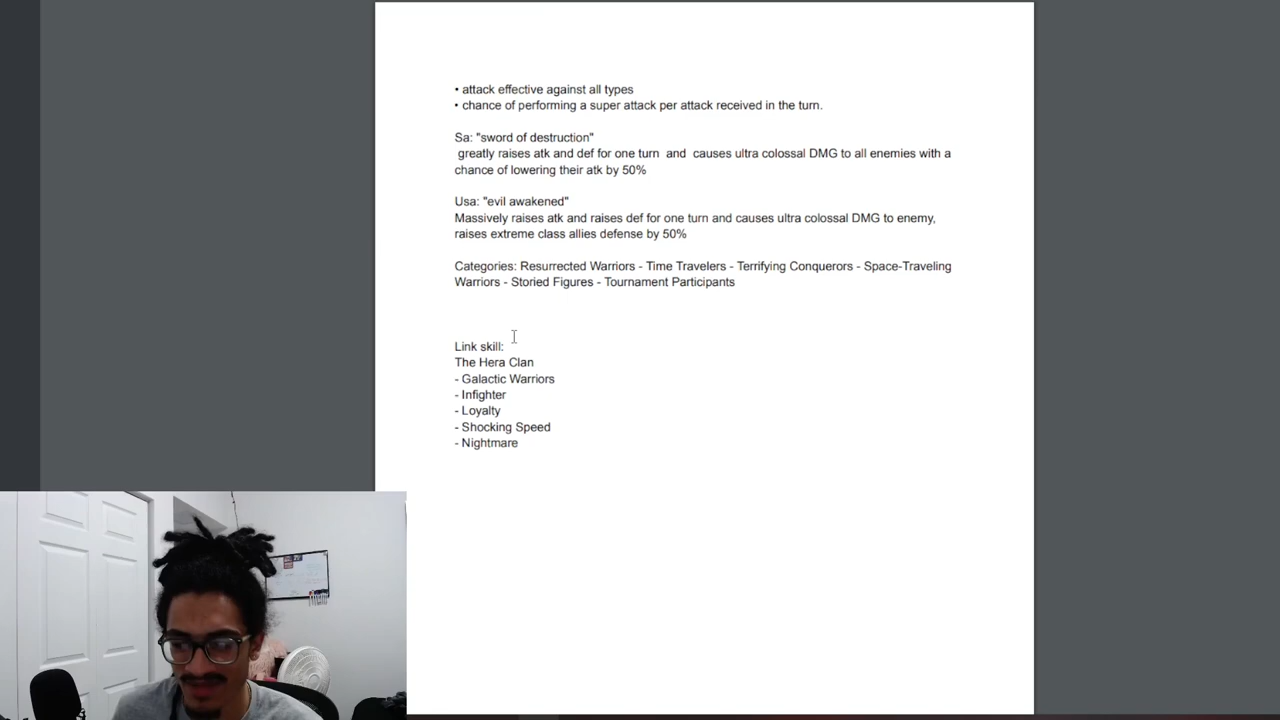 • attack effective against all types
• chance of performing a super attack per attack received in the turn.
Sa: "sword of destruction"
greatly raises atk and def for one turn and causes ultra colossal DMG to all enemies with a
chance of lowering their atk by 50%
Usa: "evil awakened"
Massively raises atk and raises def for one turn and causes ultra colossal DMG to enemy,
raises extreme class allies defense by 50%
Categories: Resurrected Warriors - Time Travelers - Terrifying Conquerors - Space-Traveling
Warriors - Storied Figures - Tournament Participants
Link skill:
The Hera Clan
- Galactic Warriors
- Infighter
- Loyalty
- Shocking Speed
- Nightmare